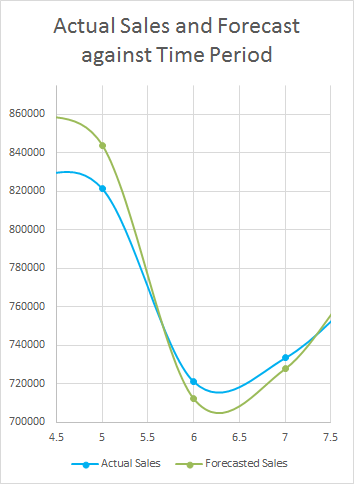 Actual Sales and Forecast
against Time Period
860000
840000
820000
800000
780000
760000
740000
720000
700000
4.5 5 5.5 6 6.5 7 7.5
Actual Sales Forecasted Sales